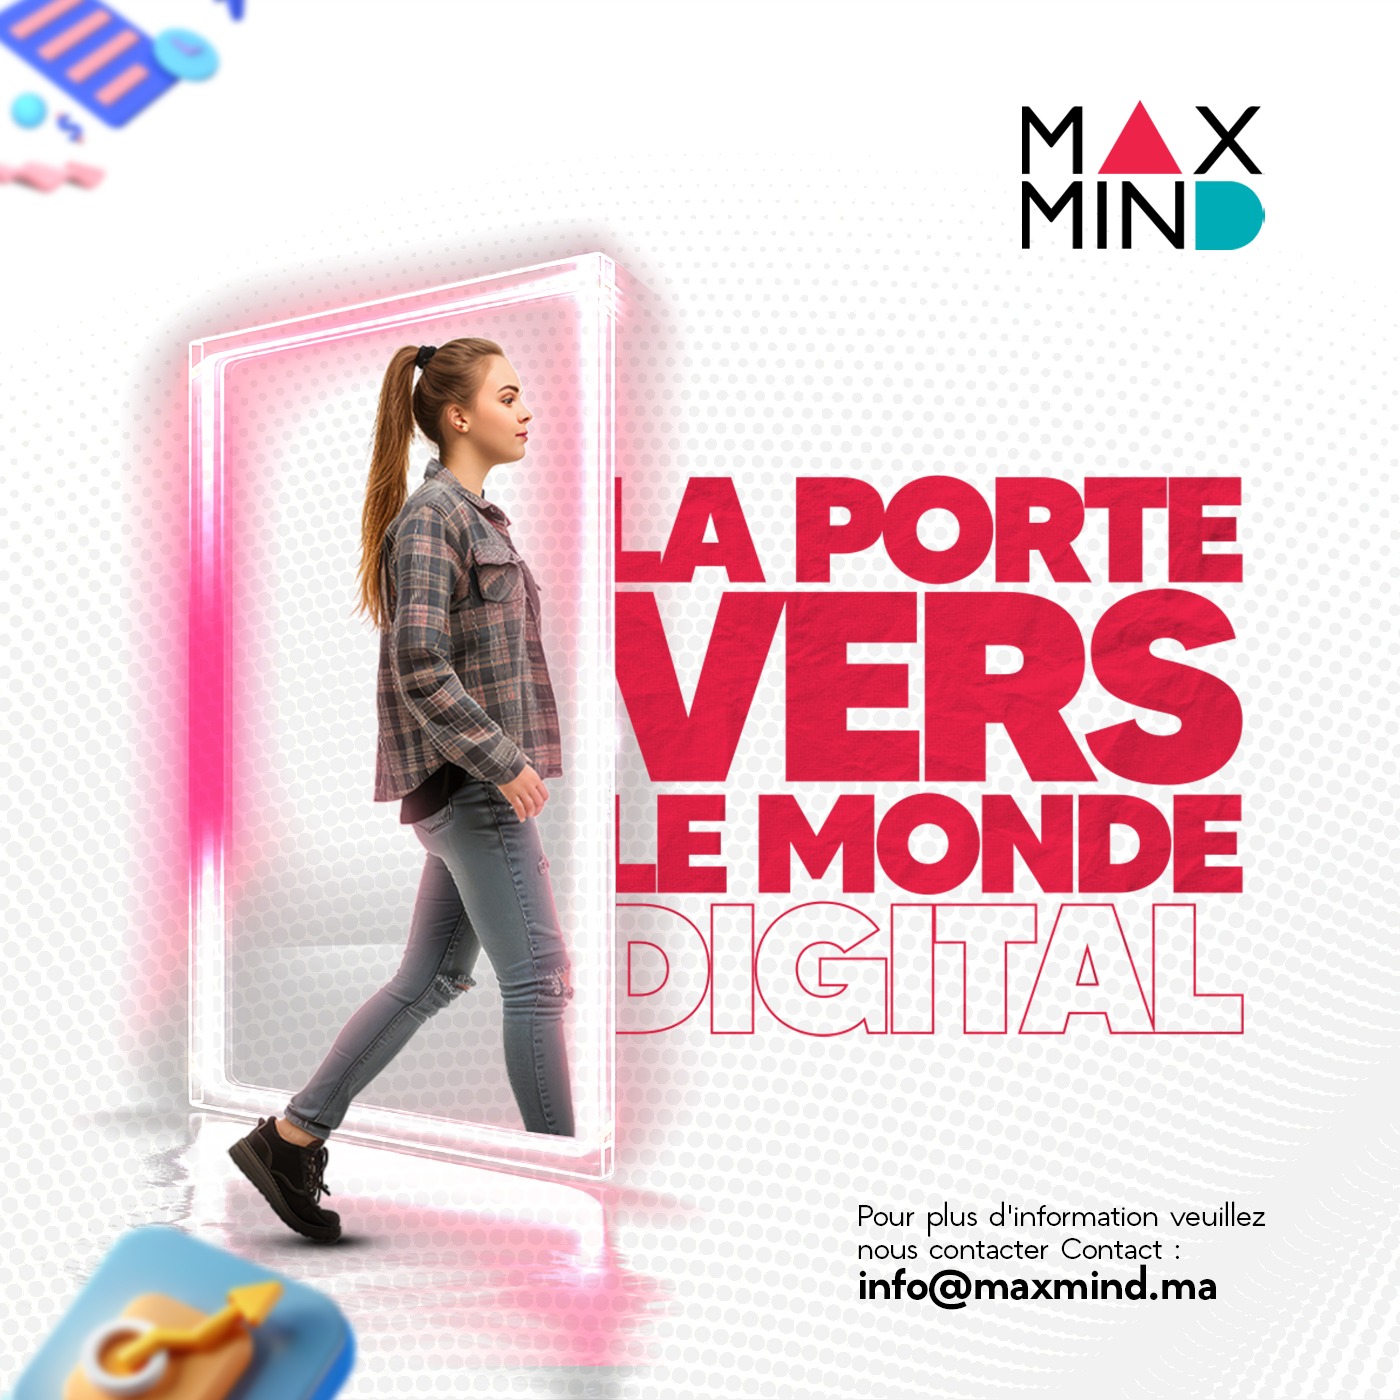 MAX
MIND
LA PORTE
VERS
LE MONDE
DIGITAL
Pour plus d'information veuillez
nous contacter Contact :
info@maxmind.ma